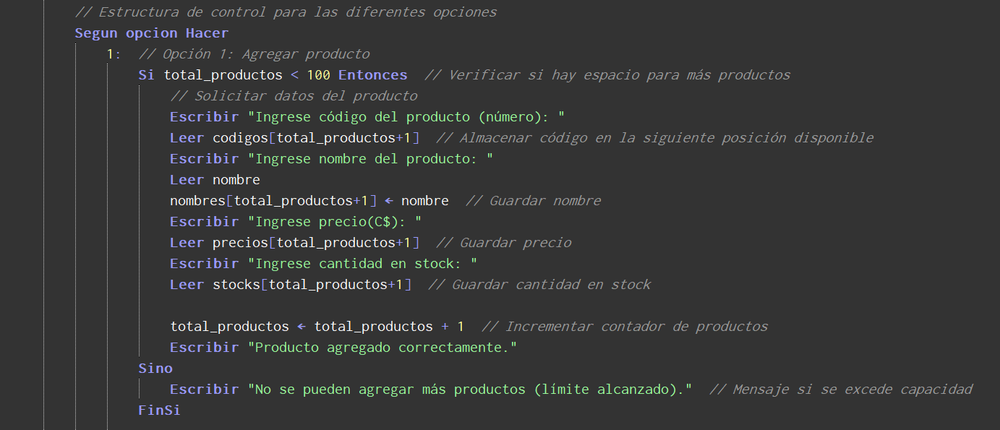 // Estructura de control para las diferentes opciones
Segun opcion Hacer
1:  // Opción 1: Agregar producto
Si total_productos < 100 Entonces  // Verificar si hay espacio para más productos
// Solicitar datos del producto
Escribir "Ingrese código del producto (número): "
Leer codigos[total_productos+1]  // Almacenar código en la siguiente posición disponible
Escribir "Ingrese nombre del producto: "
Leer nombre
nombres[total_productos+1] ← nombre  // Guardar nombre
Escribir "Ingrese precio(C$): "
Leer precios[total_productos+1]  // Guardar precio
Escribir "Ingrese cantidad en stock: "
Leer stocks[total_productos+1]  // Guardar cantidad en stock
total_productos ← total_productos + 1  // Incrementar contador de productos
Escribir "Producto agregado correctamente."
Sino
Escribir "No se pueden agregar más productos (límite alcanzado)."  // Mensaje si se excede capacidad
FinSi